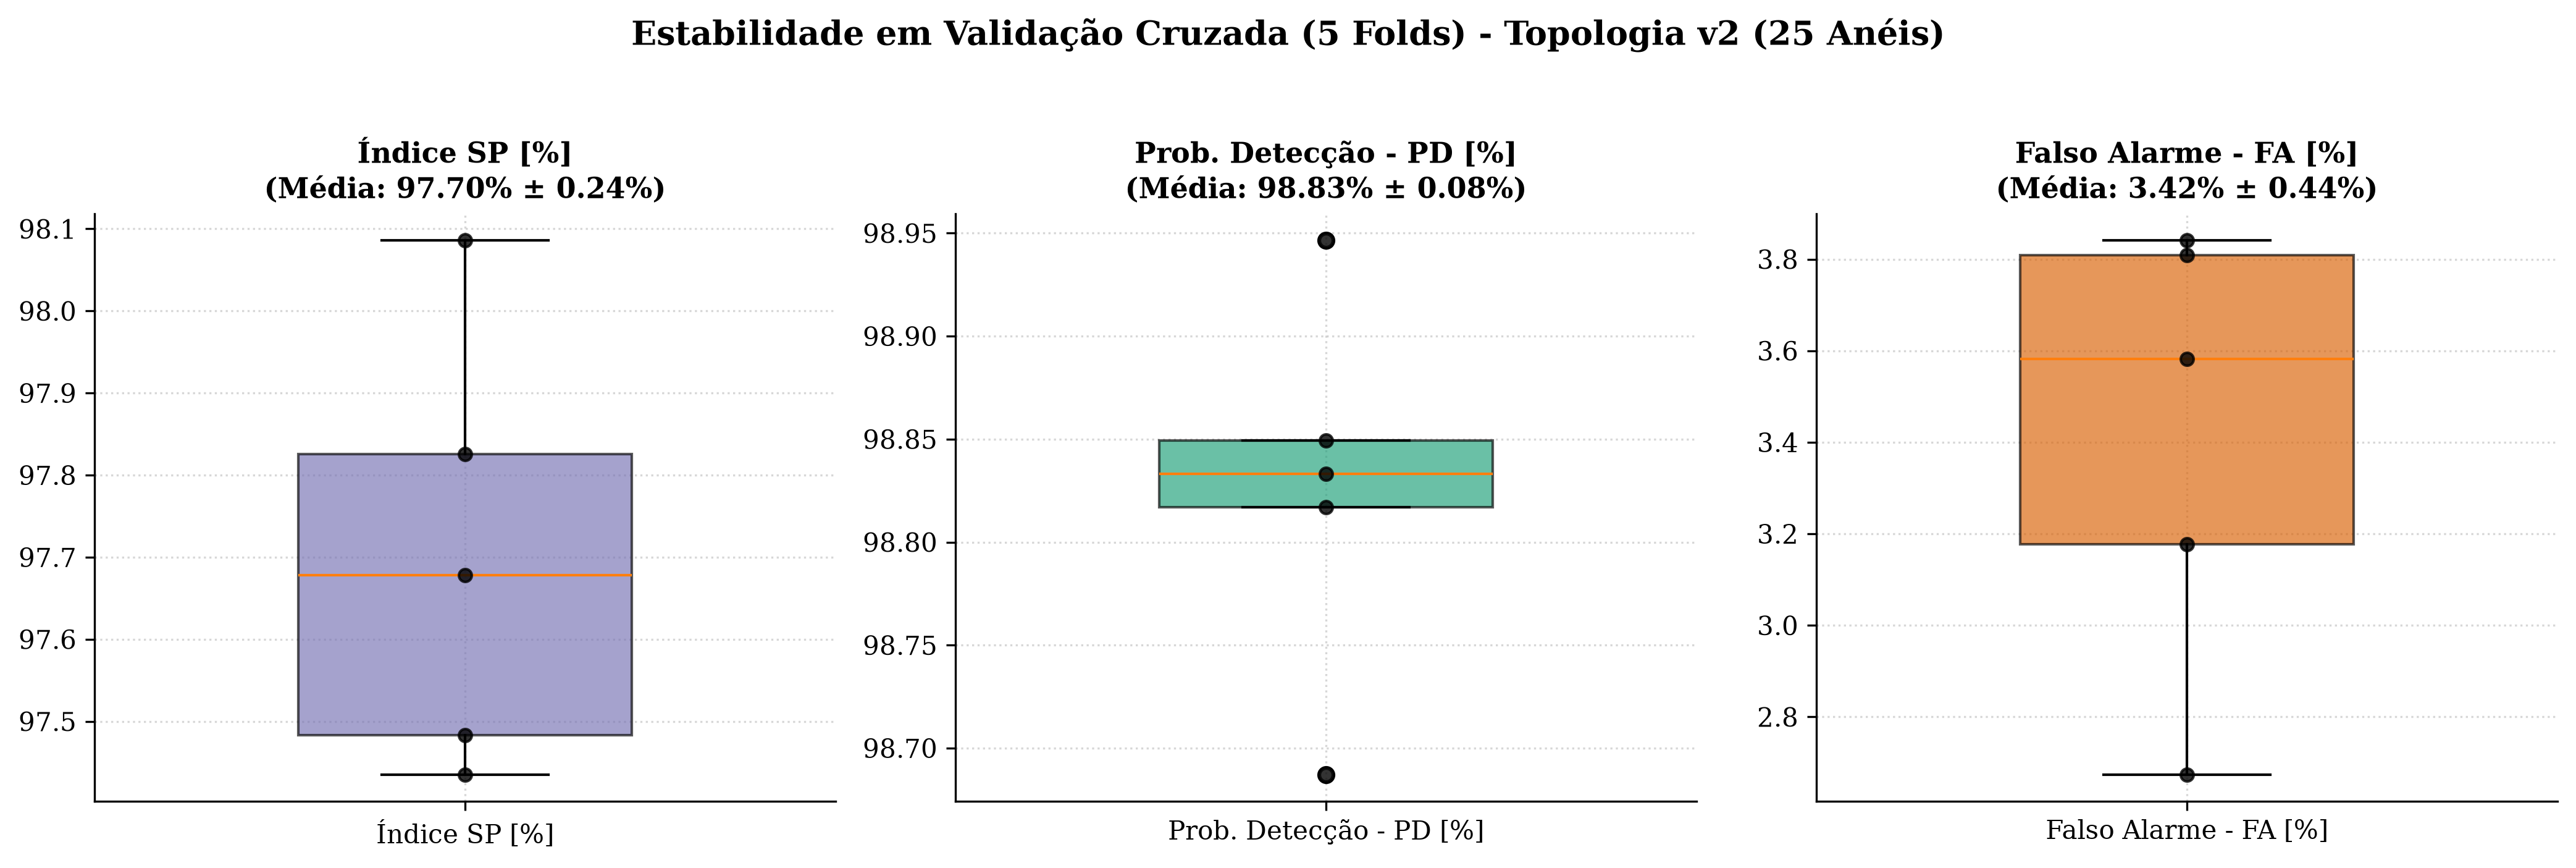 Estabilidade em Validação Cruzada (5 Folds) - Topologia v2 (25 Anéis)
Índice SP [%]
(Média: 97.70% ± 0.24%)
98.1
98.0
97.9
97.8
97.7
97.6
97.5
Índice SP [%]
Prob. Detecção - PD [%]
(Média: 98.83% ± 0.08%)
98.95
98.90
98.85
98.80
98.75
98.70
Prob. Detecção - PD [%]
Falso Alarme - FA [%]
(Média: 3.42% ± 0.44%)
3.8
3.6
3.4
3.2
3.0
2.8
Falso Alarme - FA [%]